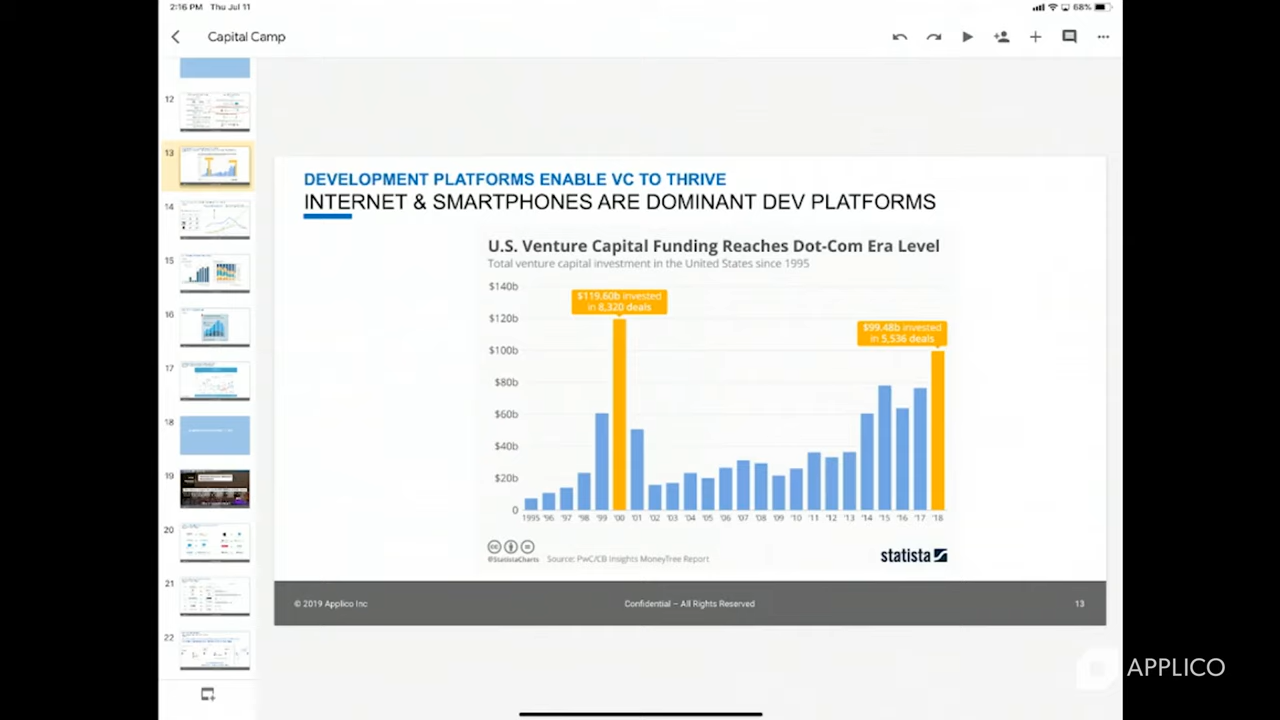 2:16 PM Thu Jul 11
68%
Capital Camp
12
13
14
15
16
17
18
19
20
21
22
DEVELOPMENT PLATFORMS ENABLE VC TO THRIVE
INTERNET & SMARTPHONES ARE DOMINANT DEV PLATFORMS
U.S. Venture Capital Funding Reaches Dot-Com Era Level
Total venture capital investment in the United States since 1995
$140b
$120b
$100b
$80b
$60b
$40b
$20b
0
$119.60b invested
in 8,320 deals
$99.48b invested
in 5,536 deals
1995 '96 '97 '98 '99 '00 '01 '02 '03 '04 '05 '06 '07 '08 '09 '10 '11 '12 '13 '14 '15 '16 '17 '18
@StatistaCharts Source: PwC/CB Insights MoneyTree Report
statista
© 2019 Applico Inc Confidential – All Rights Reserved 13
APPLICO